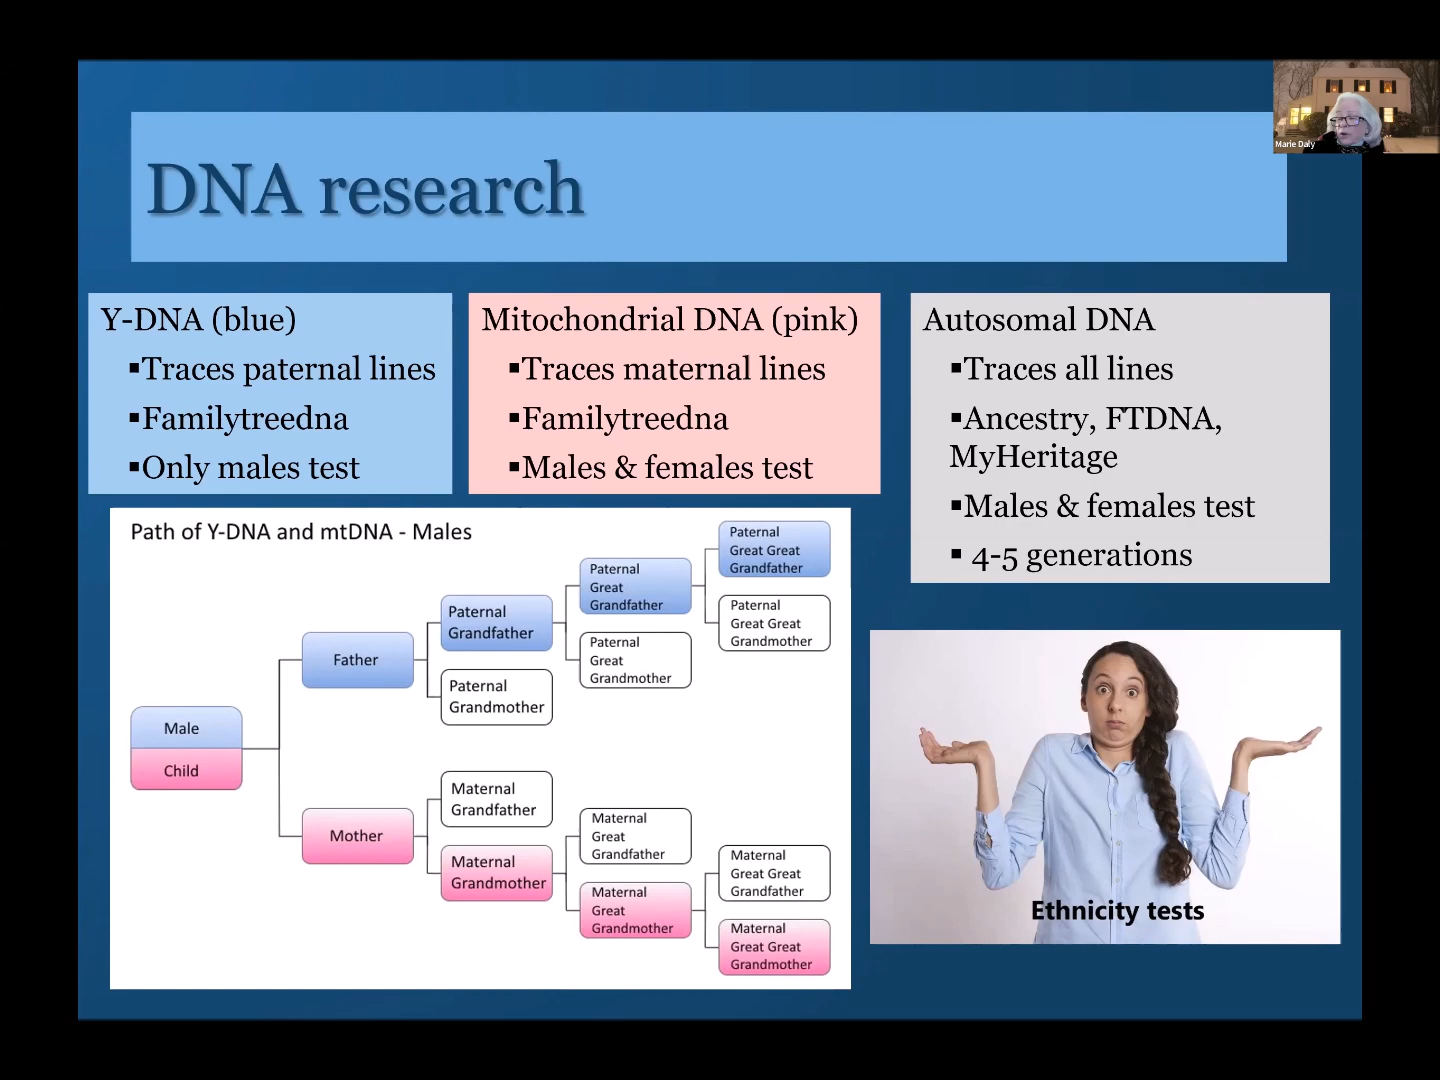 Marie Daly
DNA research
Y-DNA (blue)
▪Traces paternal lines
▪Familytreedna
▪Only males test
Mitochondrial DNA (pink)
▪Traces maternal lines
▪Familytreedna
▪Males & females test
Autosomal DNA
▪Traces all lines
▪Ancestry, FTDNA,
MyHeritage
▪Males & females test
▪ 4-5 generations
Path of Y-DNA and mtDNA - Males
Male
Child
Father
Mother
Paternal
Grandfather
Paternal
Grandmother
Maternal
Grandfather
Maternal
Grandmother
Paternal
Great
Grandfather
Paternal
Great
Grandmother
Maternal
Great
Grandfather
Maternal
Great
Grandmother
Paternal
Great Great
Grandfather
Paternal
Great Great
Grandmother
Maternal
Great Great
Grandfather
Maternal
Great Great
Grandmother
Ethnicity tests